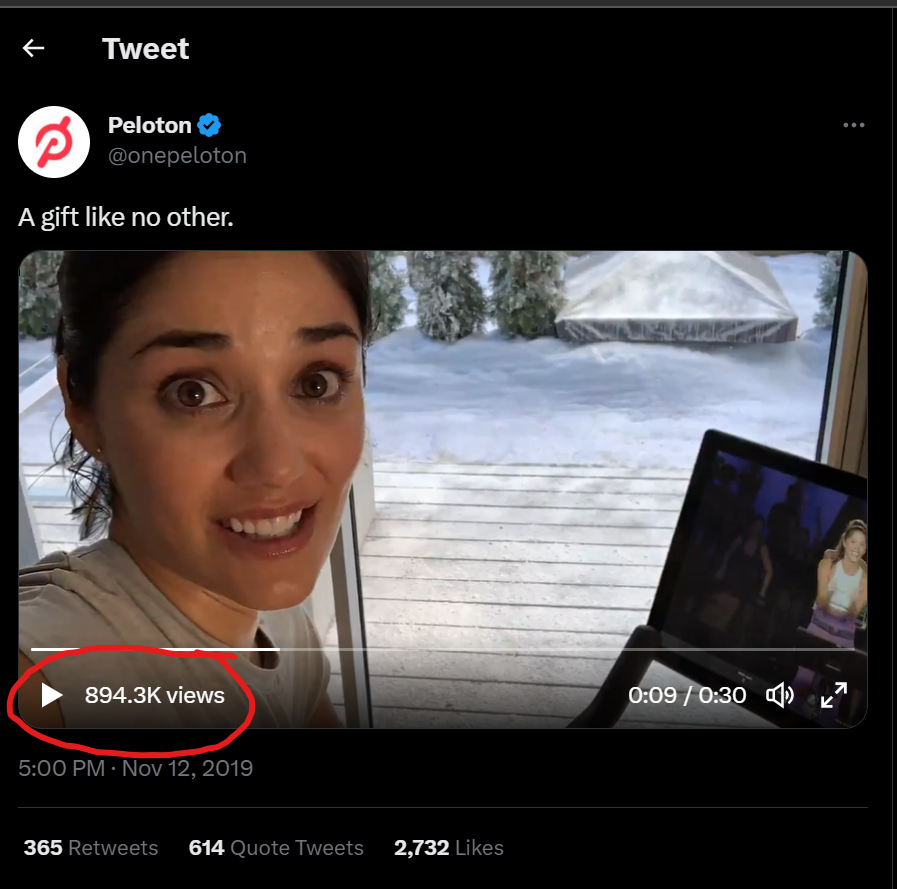 Tweet
Peloton
@onepeloton
A gift like no other.
894.3K views 0:09 / 0:30
5:00 PM · Nov 12, 2019
365 Retweets 614 Quote Tweets 2,732 Likes